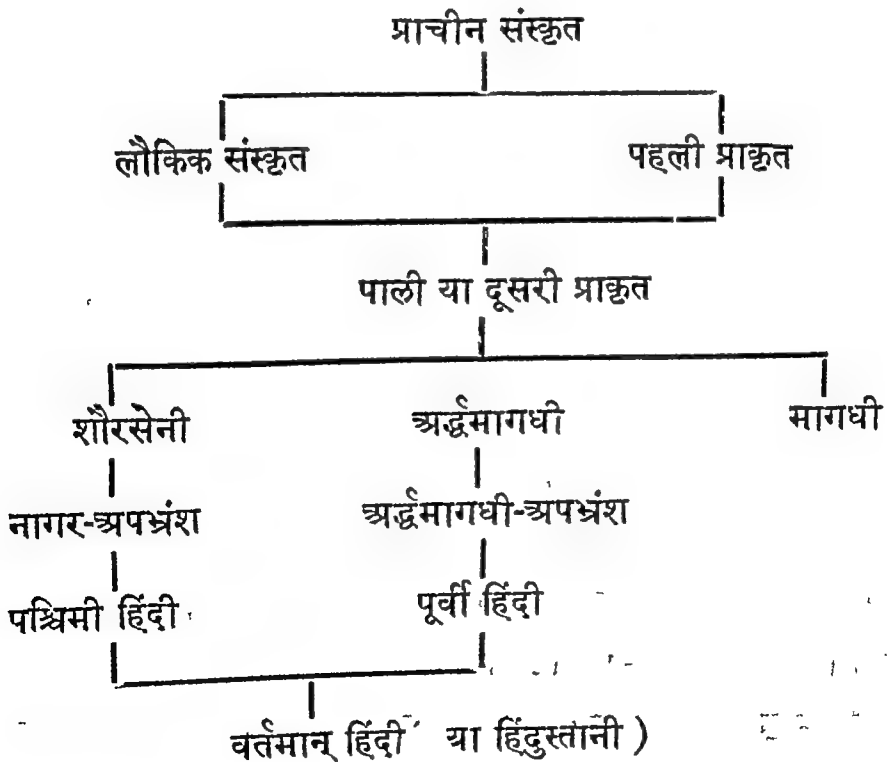 प्राचीन संस्कृत
लौकिक संस्कृत पहली प्राकृत
पाली या दूसरी प्राकृत
शौरसेनी अर्द्धमागधी मागधी
नागर-अपभ्रंश अर्द्धमागधी-अपभ्रंश
पश्चिमी हिंदी पूर्वी हिंदी
वर्तमान् हिंदी या हिंदुस्तानी )